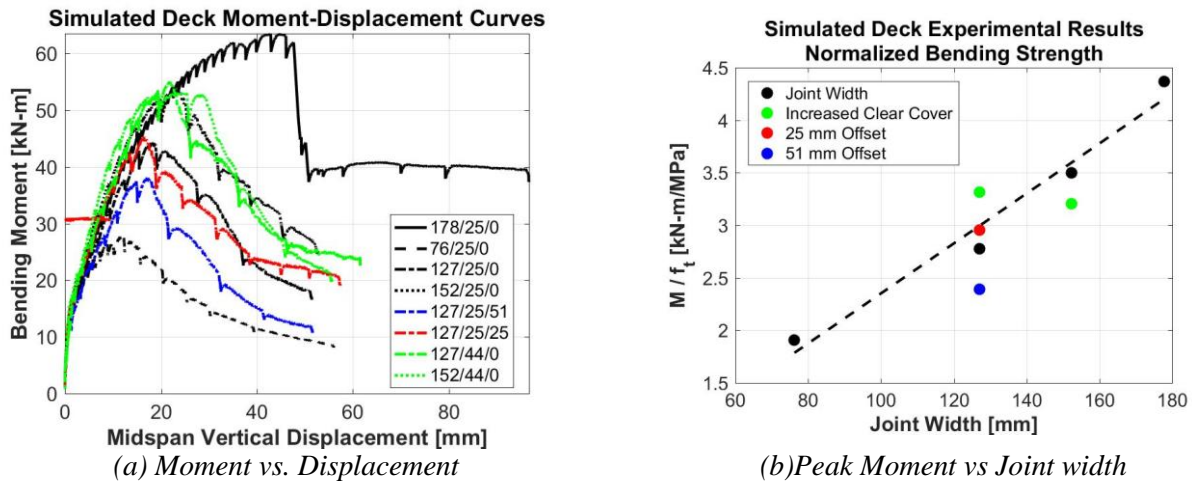 Simulated Deck Moment-Displacement Curves
60
50
40
30
20
10
0
Bending Moment [kN-m]
178/25/0
76/25/0
127/25/0
152/25/0
127/25/51
127/25/25
127/44/0
152/44/0
0 20 40 60 80
Midspan Vertical Displacement [mm]
(a) Moment vs. Displacement
Simulated Deck Experimental Results
Normalized Bending Strength
4.5
4
3.5
3
2.5
2
1.5
M / f_t [kN-m/MPa]
Joint Width
Increased Clear Cover
25 mm Offset
51 mm Offset
60 80 100 120 140 160 180
Joint Width [mm]
(b)Peak Moment vs Joint width